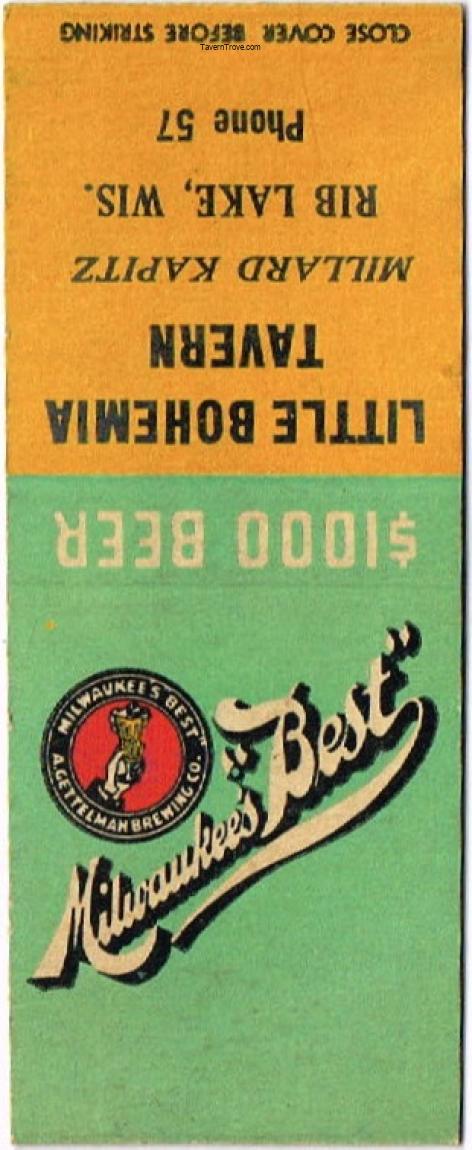 CLOSE COVER BEFORE STRIKING
TavernTrove.com
Phone 57
RIB LAKE, WIS.
MILLARD KAPITZ
TAVERN
LITTLE BOHEMIA
$1000 BEER
MILWAUKEE'S "BEST"
A. GETTELMAN BREWING CO.
Milwaukee's "Best"